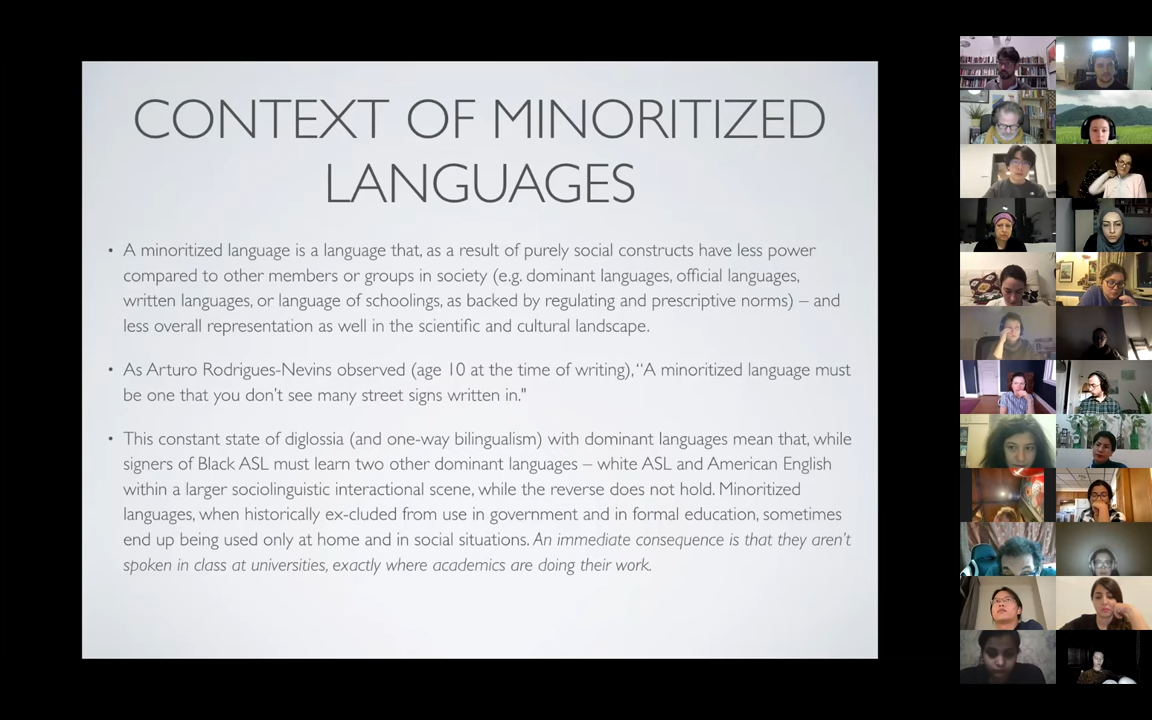 CONTEXT OF MINORITIZED
LANGUAGES
• A minoritized language is a language that, as a result of purely social constructs have less power
compared to other members or groups in society (e.g. dominant languages, official languages,
written languages, or language of schoolings, as backed by regulating and prescriptive norms) – and
less overall representation as well in the scientific and cultural landscape.
• As Arturo Rodrigues-Nevins observed (age 10 at the time of writing), “A minoritized language must
be one that you don’t see many street signs written in."
• This constant state of diglossia (and one-way bilingualism) with dominant languages mean that, while
signers of Black ASL must learn two other dominant languages – white ASL and American English
within a larger sociolinguistic interactional scene, while the reverse does not hold. Minoritized
languages, when historically ex-cluded from use in government and in formal education, sometimes
end up being used only at home and in social situations. An immediate consequence is that they aren’t
spoken in class at universities, exactly where academics are doing their work.